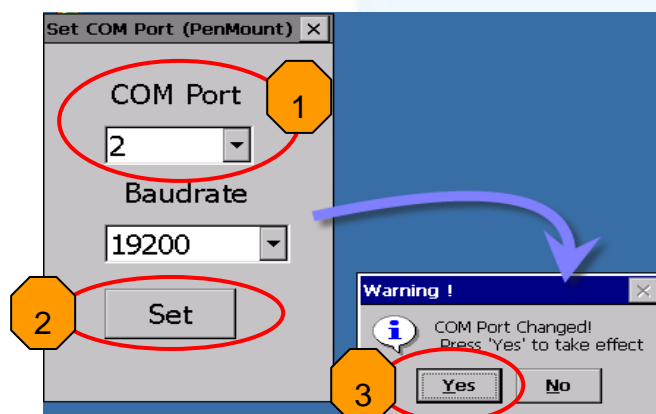 Set COM Port (PenMount)
COM Port
1
2
Baudrate
19200
2
Set
Warning !
COM Port Changed!
Press 'Yes' to take effect
3
Yes
No